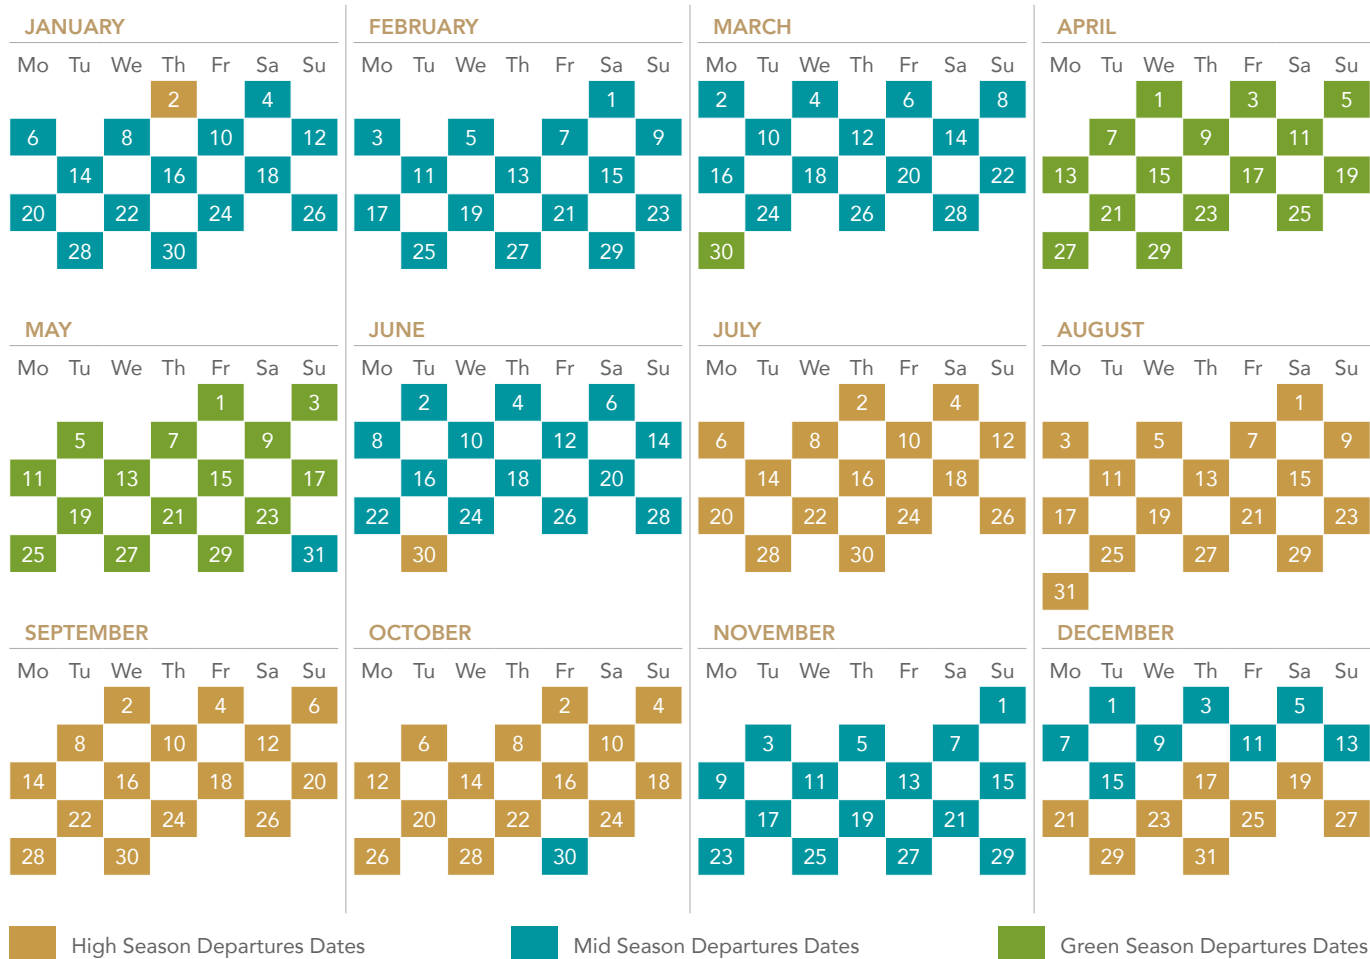 JANUARY
Mo Tu We Th Fr Sa Su
2 4
6 8 10 12
14 16 18
20 22 24 26
28 30
FEBRUARY
Mo Tu We Th Fr Sa Su
1
3 5 7 9
11 13 15
17 19 21 23
25 27 29
MARCH
Mo Tu We Th Fr Sa Su
2 4 6 8
10 12 14
16 18 20 22
24 26 28
30
APRIL
Mo Tu We Th Fr Sa Su
1 3 5
7 9 11
13 15 17 19
21 23 25
27 29
MAY
Mo Tu We Th Fr Sa Su
1 3
5 7 9
11 13 15 17
19 21 23
25 27 29 31
JUNE
Mo Tu We Th Fr Sa Su
2 4 6
8 10 12 14
16 18 20
22 24 26 28
30
JULY
Mo Tu We Th Fr Sa Su
2 4
6 8 10 12
14 16 18
20 22 24 26
28 30
AUGUST
Mo Tu We Th Fr Sa Su
1
3 5 7 9
11 13 15
17 19 21 23
25 27 29
31
SEPTEMBER
Mo Tu We Th Fr Sa Su
2 4 6
8 10 12
14 16 18 20
22 24 26
28 30
OCTOBER
Mo Tu We Th Fr Sa Su
2 4
6 8 10
12 14 16 18
20 22 24
26 28 30
NOVEMBER
Mo Tu We Th Fr Sa Su
1
3 5 7
9 11 13 15
17 19 21
23 25 27 29
DECEMBER
Mo Tu We Th Fr Sa Su
1 3 5
7 9 11 13
15 17 19
21 23 25 27
29 31
High Season Departures Dates
Mid Season Departures Dates
Green Season Departures Dates